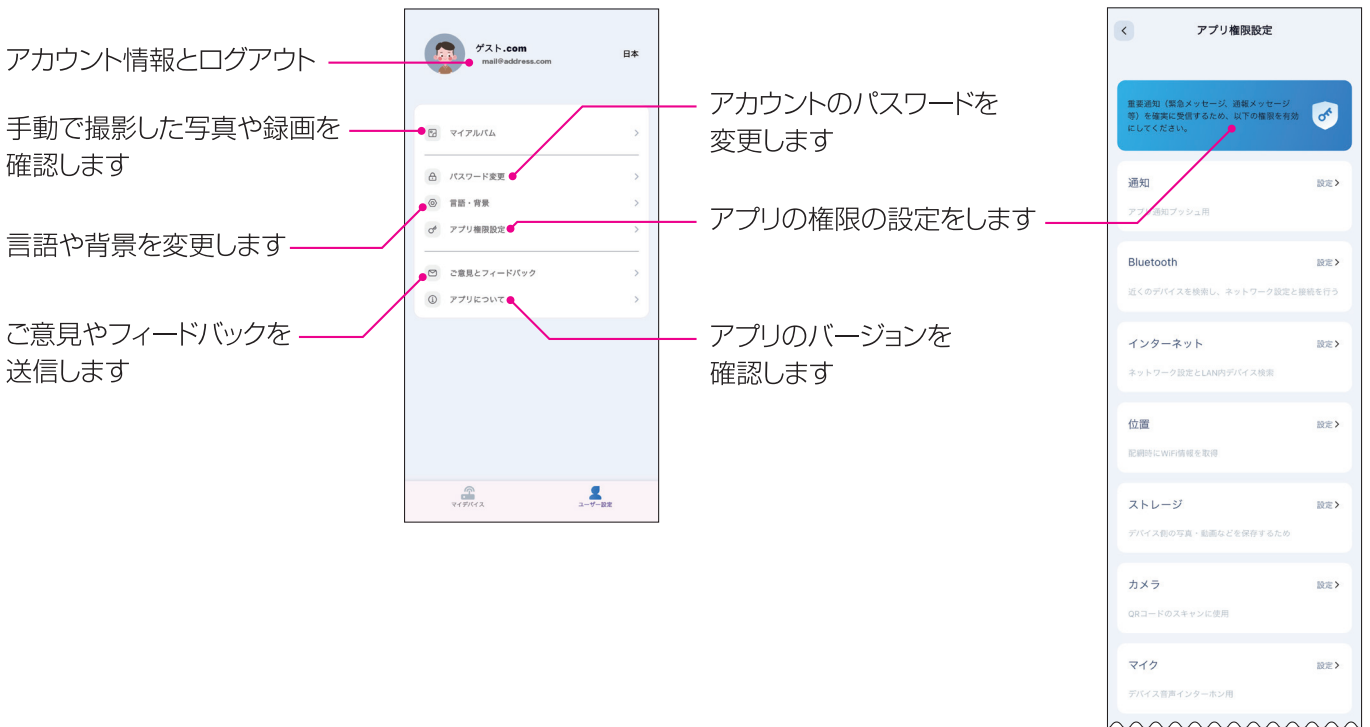 アカウント情報とログアウト
手動で撮影した写真や録画を
確認します
言語や背景を変更します
ご意見やフィードバックを
送信します
ゲスト.com
mail@address.com
日本
マイアルバム
パスワード変更
言語・背景
アプリ権限設定
ご意見とフィードバック
アプリについて
マイデバイス
ユーザー設定
アカウントのパスワードを
変更します
アプリの権限の設定をします
アプリのバージョンを
確認します
アプリ権限設定
重要通知（緊急メッセージ、通報メッセージ
等）を確実に受信するため、以下の権限を有効
にしてください。
通知
設定
アプリ通知プッシュ用
Bluetooth
設定
近くのデバイスを検索し、ネットワーク設定と接続を行う
インターネット
設定
ネットワーク設定とLAN内デバイス検索
位置
設定
配網時にWiFi情報を取得
ストレージ
設定
デバイス側の写真・動画などを保存するため
カメラ
設定
QRコードのスキャンに使用
マイク
設定
デバイス音声インターホン用